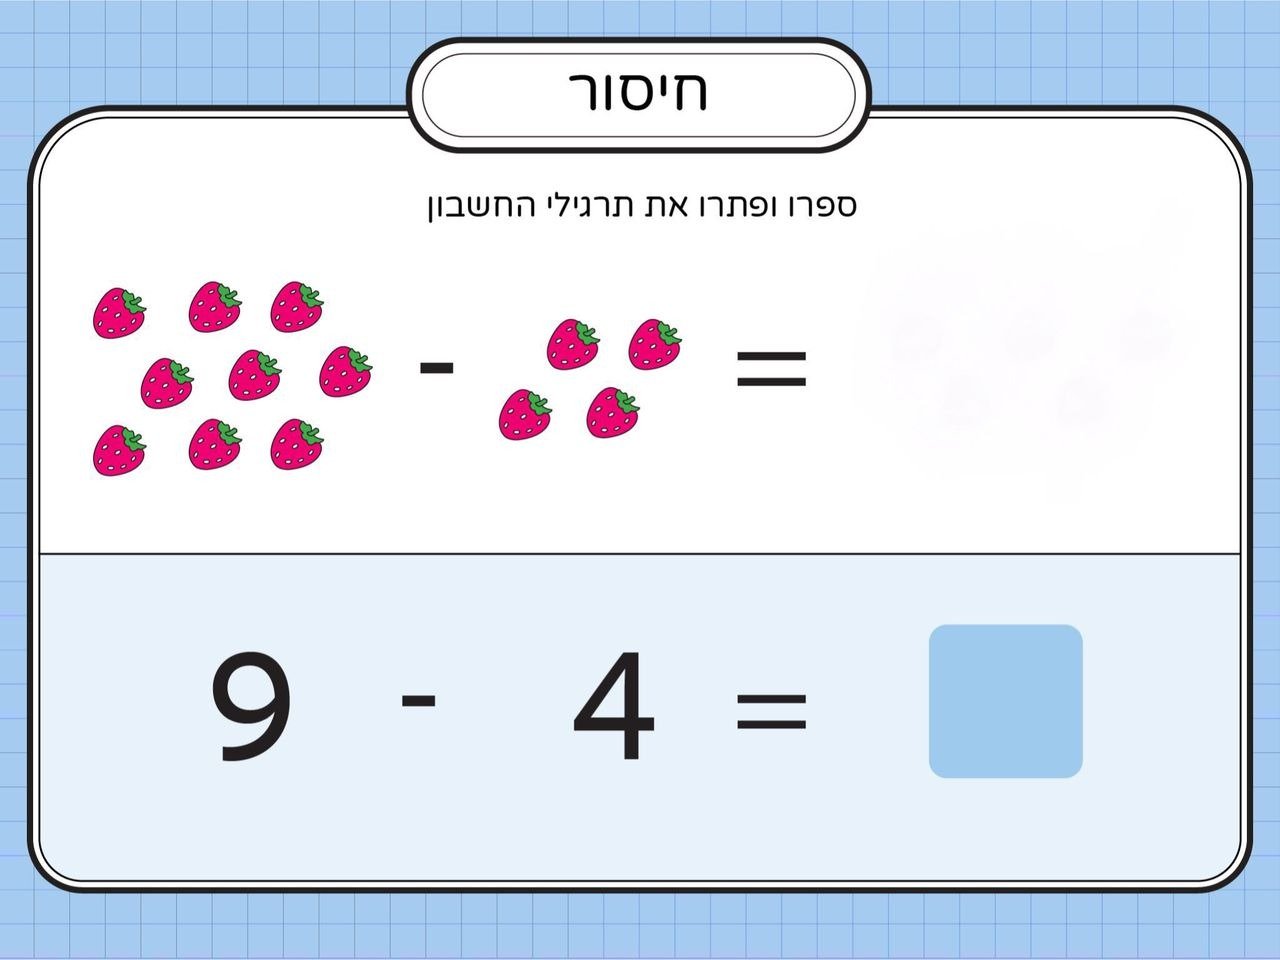 חיסור
ספרו ופתרו את תרגילי החשבון
- =
9 - 4 =